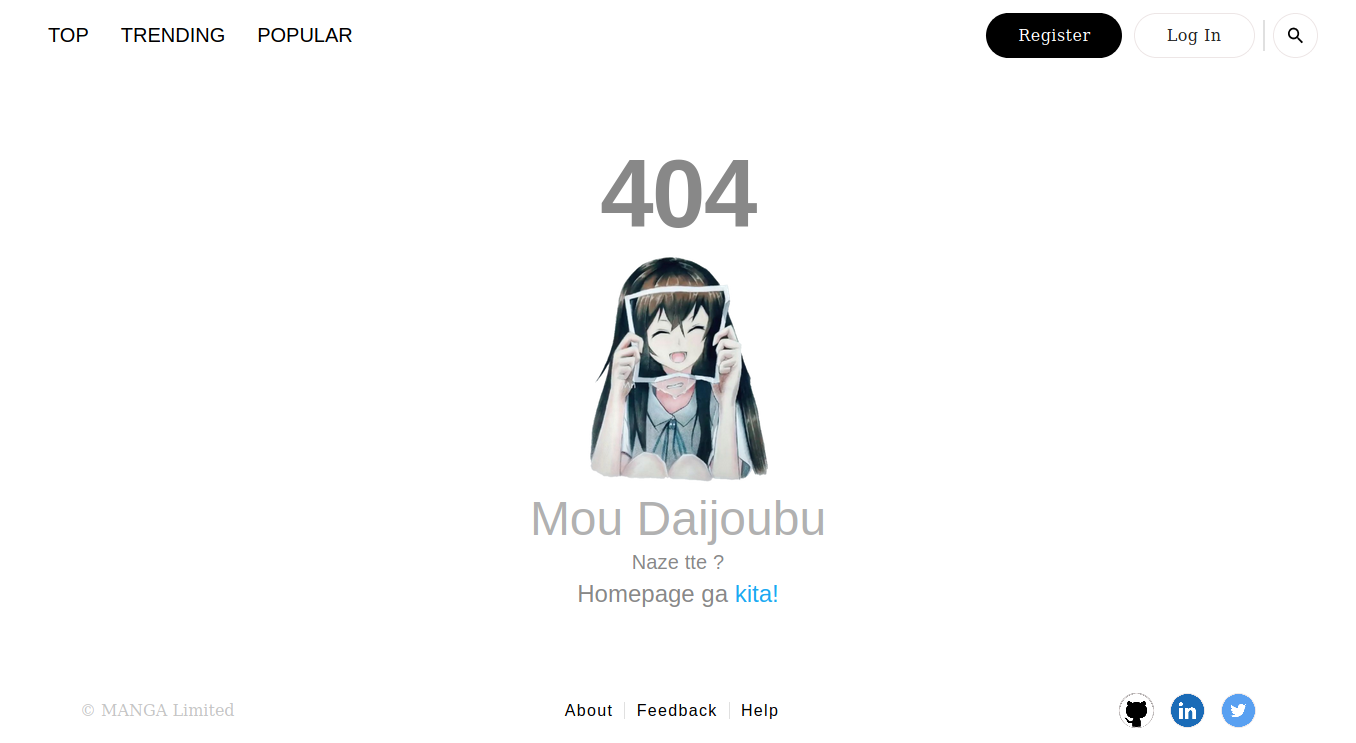 TOP TRENDING POPULAR Register Log In
404
Mou Daijoubu
Naze tte ?
Homepage ga kita!
© MANGA Limited About Feedback Help in